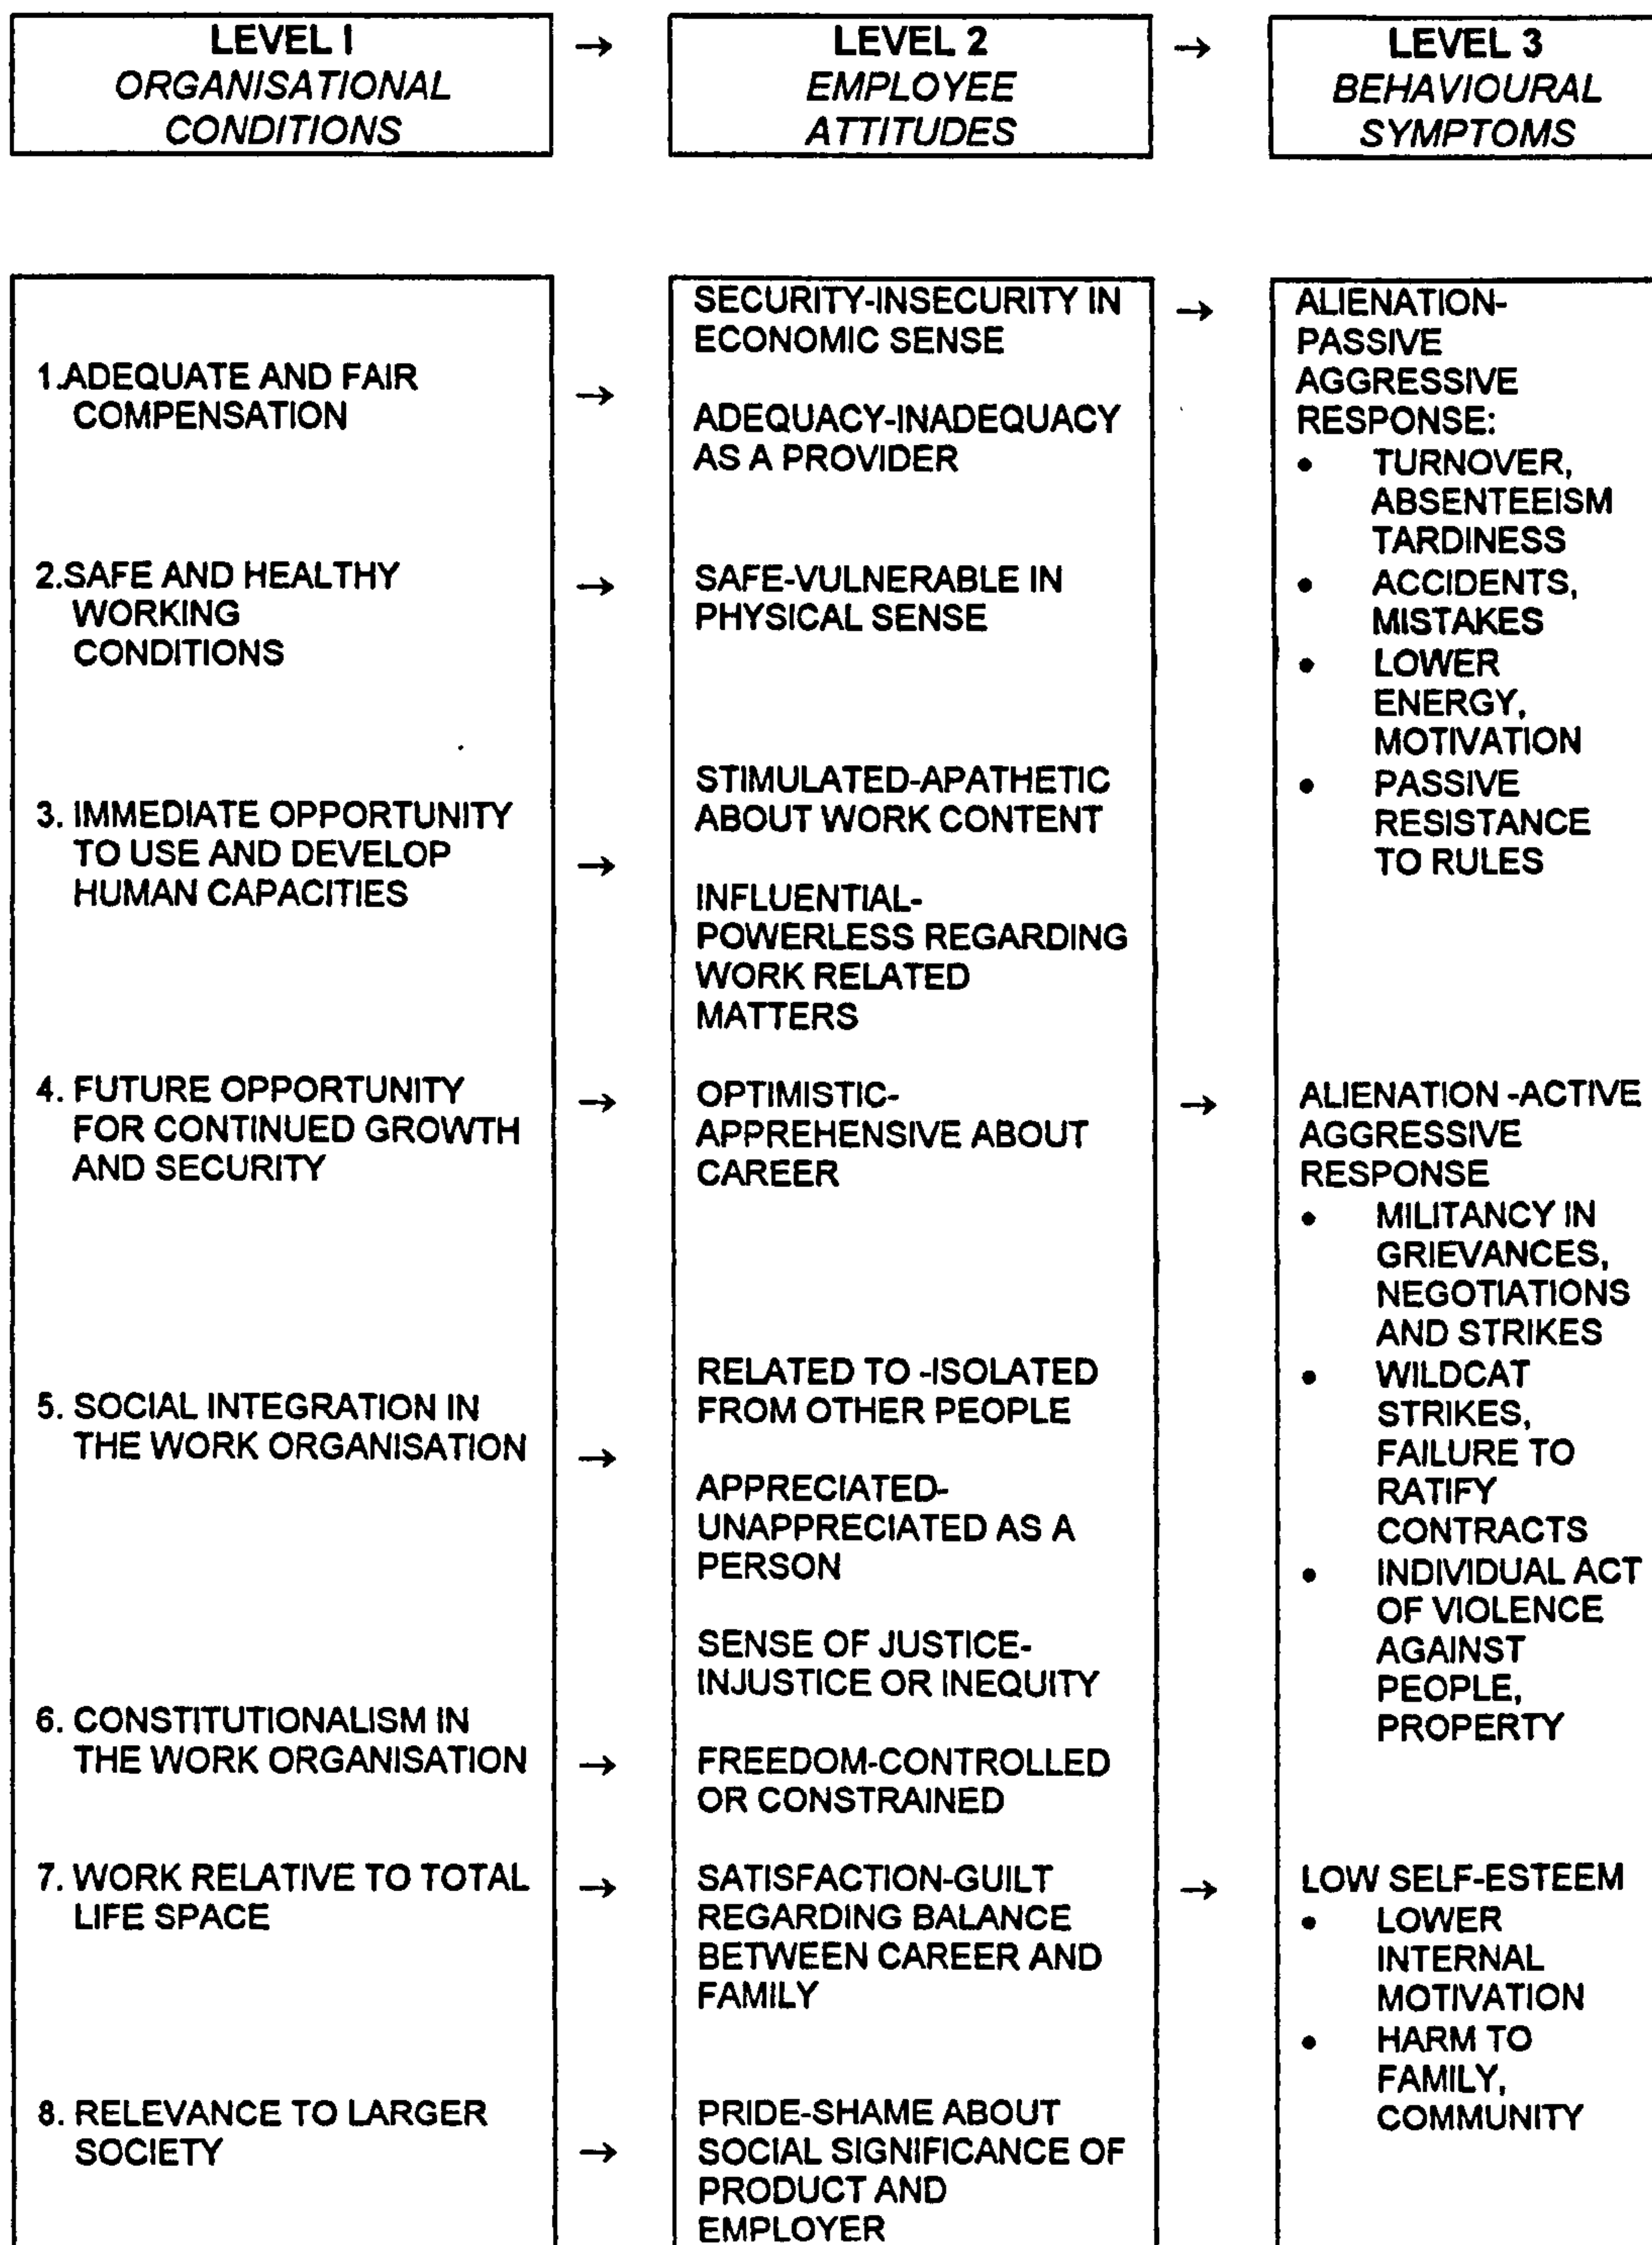 LEVEL I
ORGANISATIONAL
CONDITIONS
→
LEVEL 2
EMPLOYEE
ATTITUDES
→
LEVEL 3
BEHAVIOURAL
SYMPTOMS
1.ADEQUATE AND FAIR
COMPENSATION
→
2.SAFE AND HEALTHY
WORKING
CONDITIONS
→
3. IMMEDIATE OPPORTUNITY
TO USE AND DEVELOP
HUMAN CAPACITIES
→
4. FUTURE OPPORTUNITY
FOR CONTINUED GROWTH
AND SECURITY
→
5. SOCIAL INTEGRATION IN
THE WORK ORGANISATION
→
6. CONSTITUTIONALISM IN
THE WORK ORGANISATION
→
7. WORK RELATIVE TO TOTAL
LIFE SPACE
→
8. RELEVANCE TO LARGER
SOCIETY
→
SECURITY-INSECURITY IN
ECONOMIC SENSE
ADEQUACY-INADEQUACY
AS A PROVIDER
SAFE-VULNERABLE IN
PHYSICAL SENSE
STIMULATED-APATHETIC
ABOUT WORK CONTENT
INFLUENTIAL-
POWERLESS REGARDING
WORK RELATED
MATTERS
OPTIMISTIC-
APPREHENSIVE ABOUT
CAREER
RELATED TO -ISOLATED
FROM OTHER PEOPLE
APPRECIATED-
UNAPPRECIATED AS A
PERSON
SENSE OF JUSTICE-
INJUSTICE OR INEQUITY
FREEDOM-CONTROLLED
OR CONSTRAINED
SATISFACTION-GUILT
REGARDING BALANCE
BETWEEN CAREER AND
FAMILY
PRIDE-SHAME ABOUT
SOCIAL SIGNIFICANCE OF
PRODUCT AND
EMPLOYER
→
ALIENATION-
PASSIVE
AGGRESSIVE
RESPONSE:
• TURNOVER,
ABSENTEEISM
TARDINESS
• ACCIDENTS,
MISTAKES
• LOWER
ENERGY,
MOTIVATION
• PASSIVE
RESISTANCE
TO RULES
→
ALIENATION -ACTIVE
AGGRESSIVE
RESPONSE
• MILITANCY IN
GRIEVANCES,
NEGOTIATIONS
AND STRIKES
• WILDCAT
STRIKES,
FAILURE TO
RATIFY
CONTRACTS
• INDIVIDUAL ACT
OF VIOLENCE
AGAINST
PEOPLE,
PROPERTY
→
LOW SELF-ESTEEM
• LOWER
INTERNAL
MOTIVATION
• HARM TO
FAMILY,
COMMUNITY